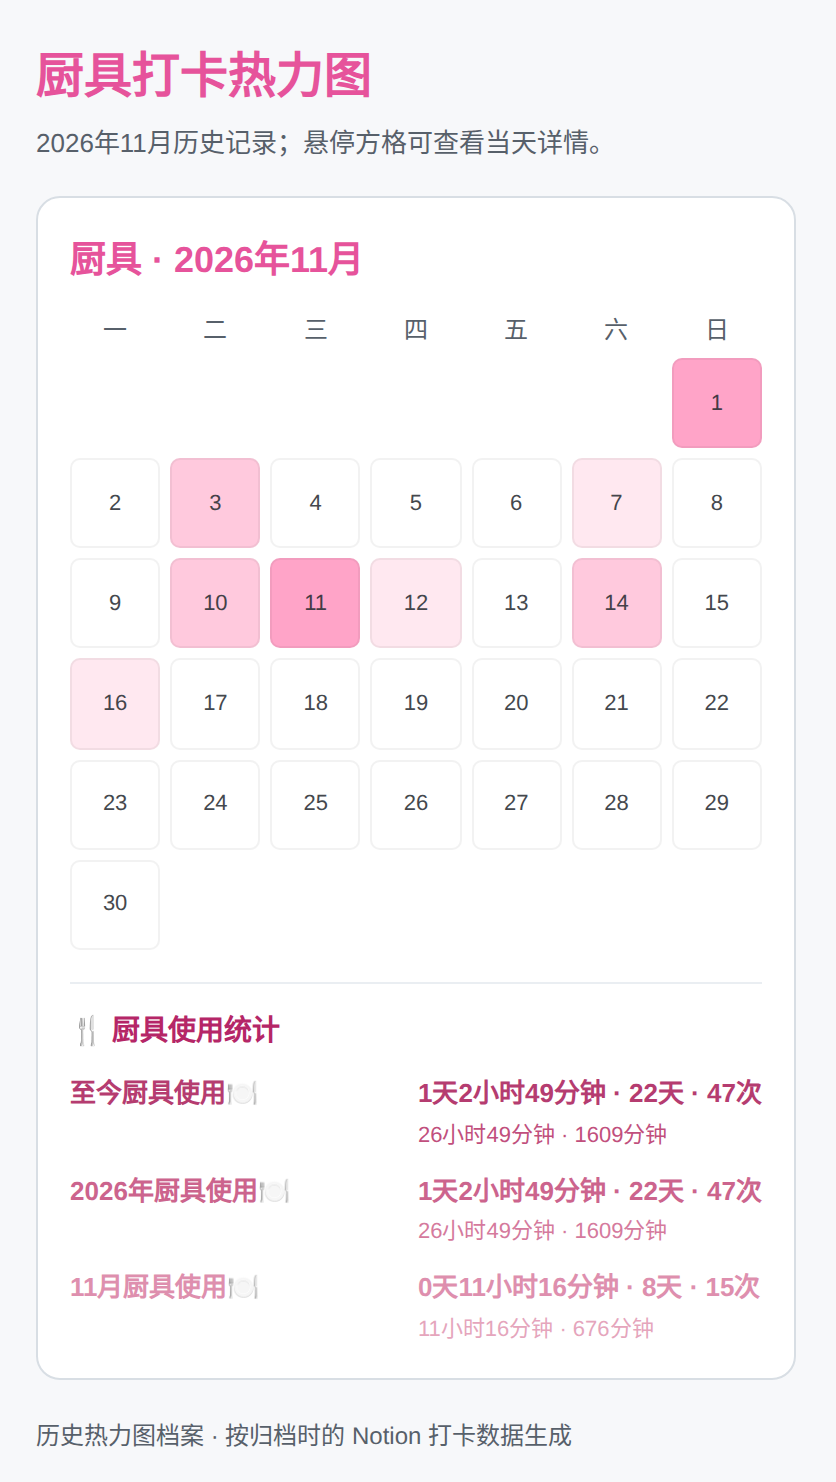 厨具打卡热力图
2026年11月历史记录；悬停方格可查看当天详情。
厨具 · 2026年11月
一 二 三 四 五 六 日
1
2 3 4 5 6 7 8
9 10 11 12 13 14 15
16 17 18 19 20 21 22
23 24 25 26 27 28 29
30
🍴 厨具使用统计
至今厨具使用🍽️ 1天2小时49分钟 · 22天 · 47次
26小时49分钟 · 1609分钟
2026年厨具使用🍽️ 1天2小时49分钟 · 22天 · 47次
26小时49分钟 · 1609分钟
11月厨具使用🍽️ 0天11小时16分钟 · 8天 · 15次
11小时16分钟 · 676分钟
历史热力图档案 · 按归档时的 Notion 打卡数据生成